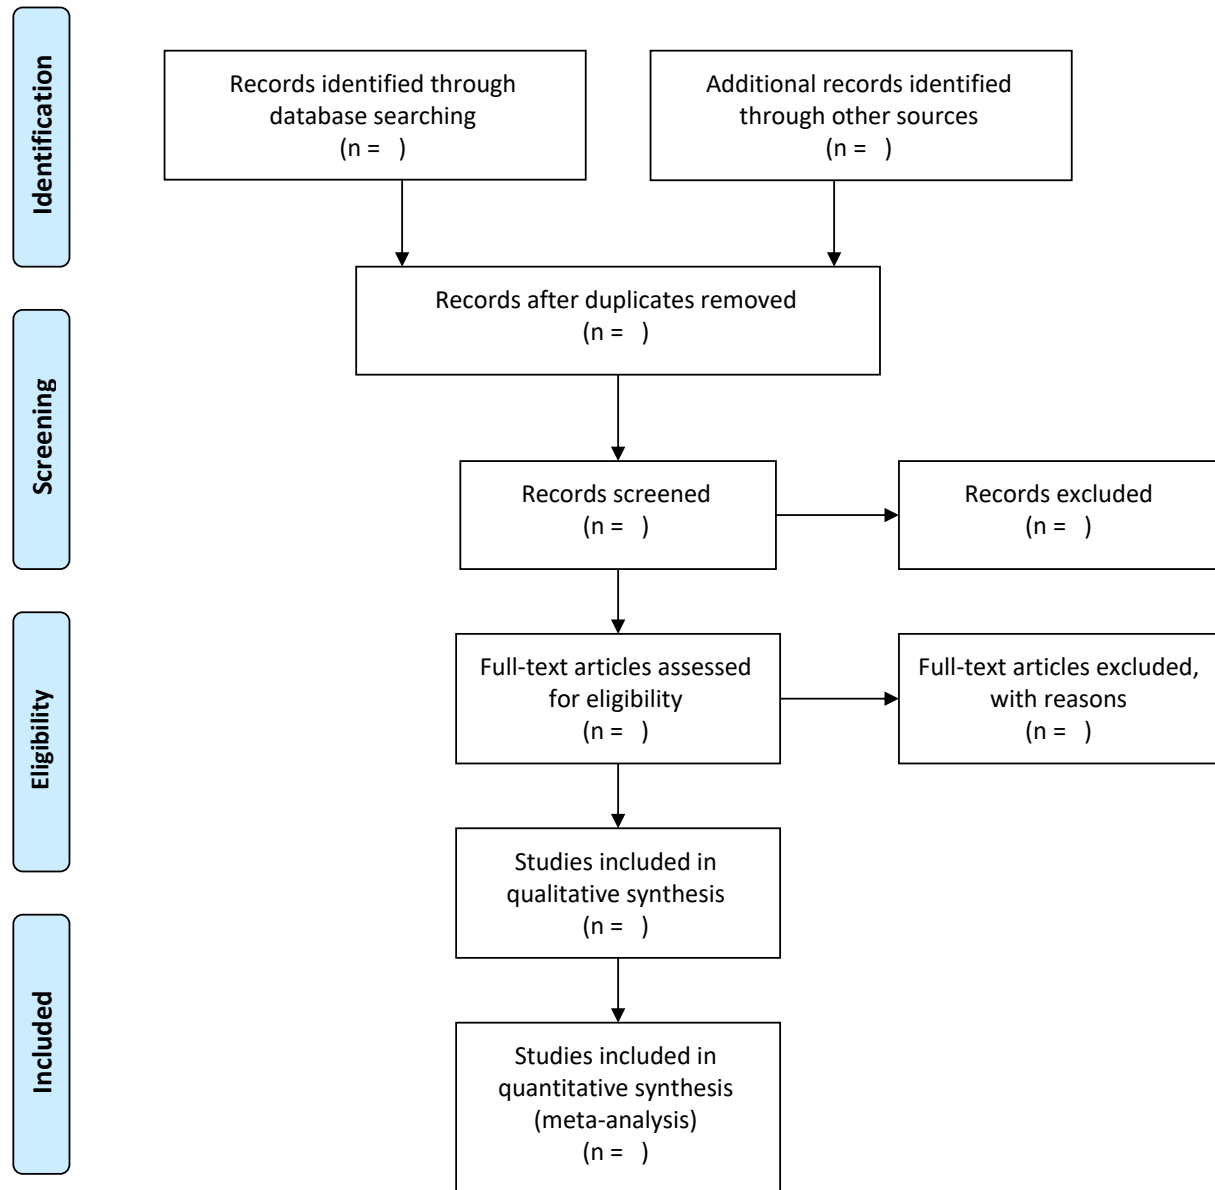 Identification
Records identified through
database searching
(n =   )
Additional records identified
through other sources
(n =   )
Records after duplicates removed
(n =   )
Screening
Records screened
(n =   )
Records excluded
(n =   )
Eligibility
Full-text articles assessed
for eligibility
(n =   )
Full-text articles excluded,
with reasons
(n =   )
Studies included in
qualitative synthesis
(n =   )
Included
Studies included in
quantitative synthesis
(meta-analysis)
(n =   )